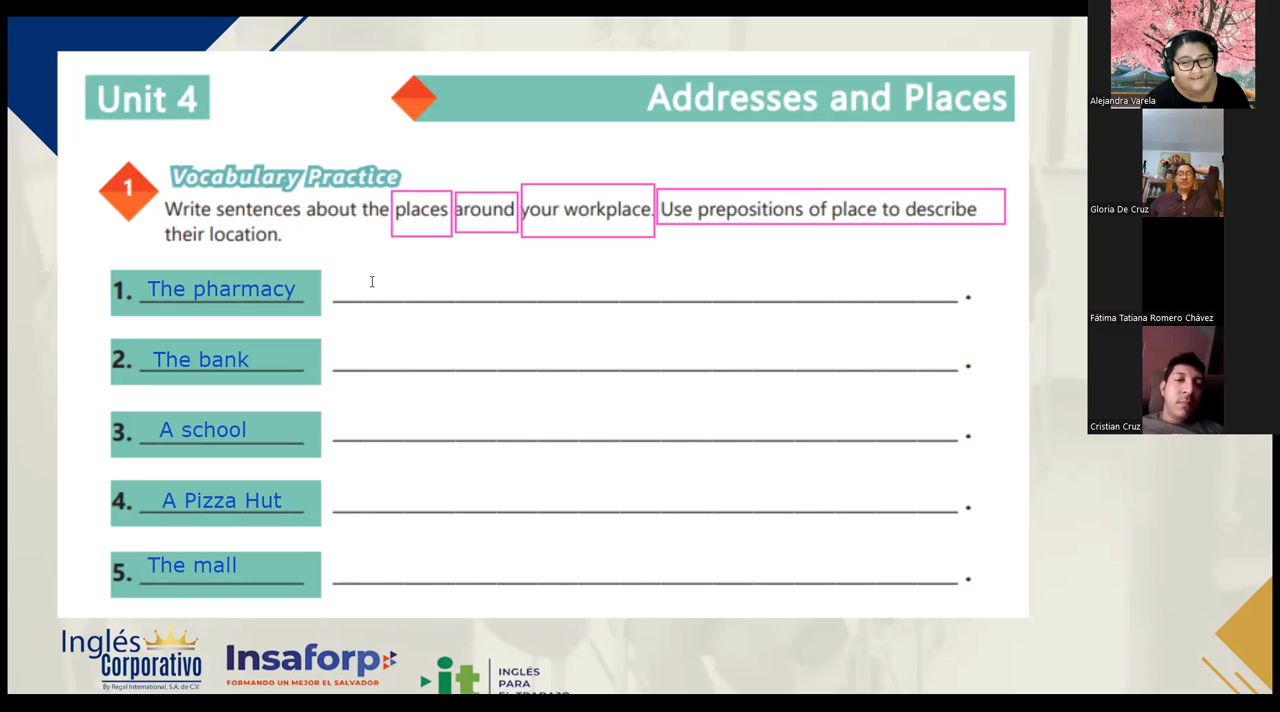 Unit 4
Addresses and Places
1
Vocabulary Practice
Write sentences about the places around your workplace. Use prepositions of place to describe
their location.
1. The pharmacy .
2. The bank .
3. A school .
4. A Pizza Hut .
5. The mall .
Inglés
Corporativo
By Regal International, S.A. de C.V.
Insaforp
FORMANDO UN MEJOR EL SALVADOR
it
INGLÉS
PARA
EL TRABAJO
Alejandra Varela
Gloria De Cruz
Fátima Tatiana Romero Chávez
Cristian Cruz